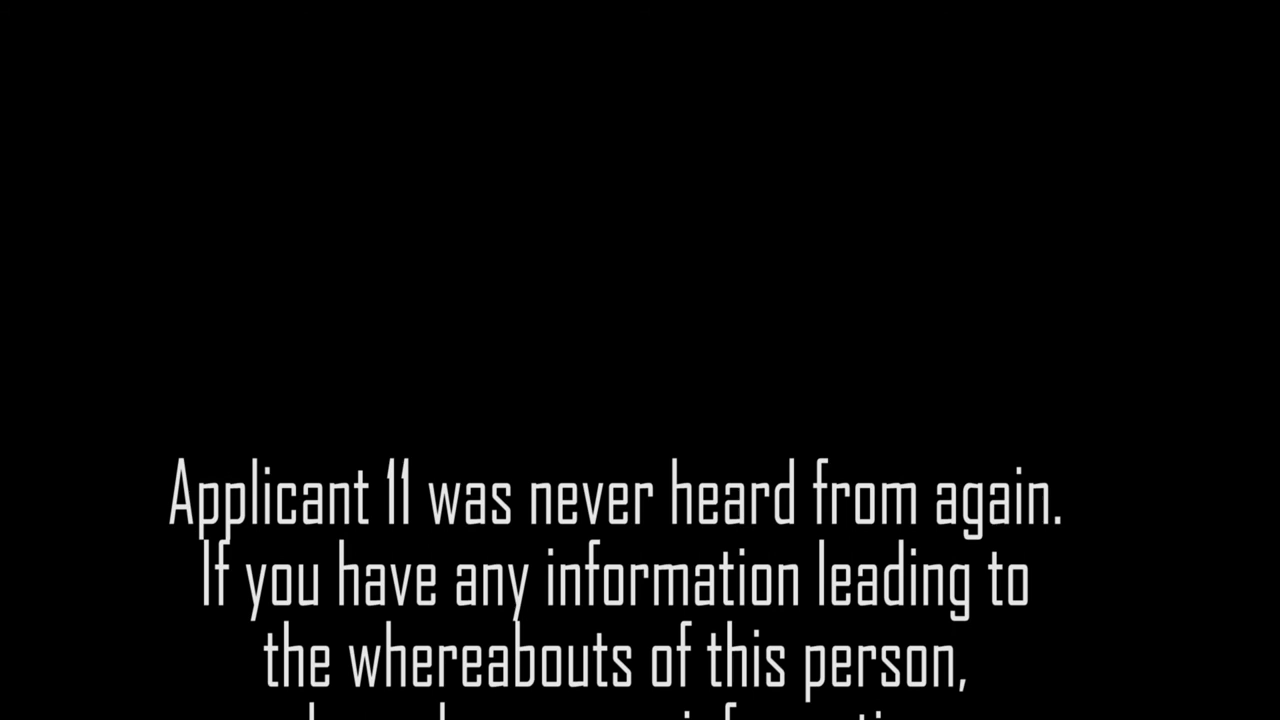 Applicant 11 was never heard from again.
If you have any information leading to
the whereabouts of this person,